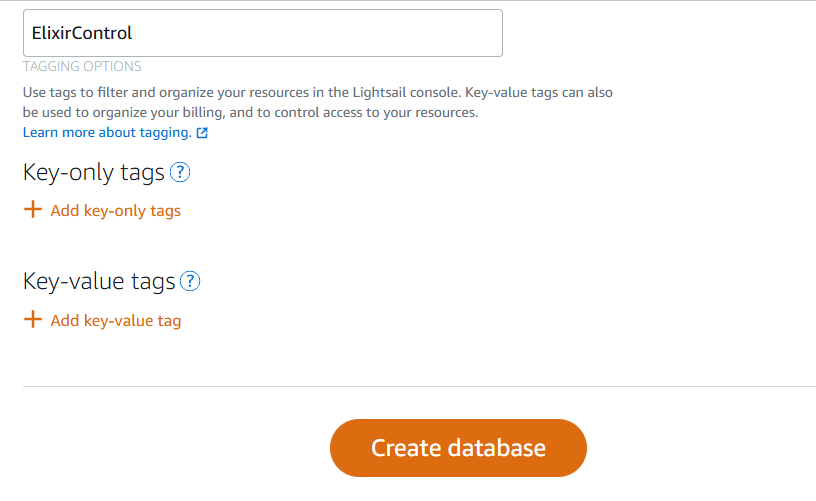 ElixirControl
TAGGING OPTIONS
Use tags to filter and organize your resources in the Lightsail console. Key-value tags can also
be used to organize your billing, and to control access to your resources.
Learn more about tagging.
Key-only tags ?
+ Add key-only tags
Key-value tags ?
+ Add key-value tag
Create database